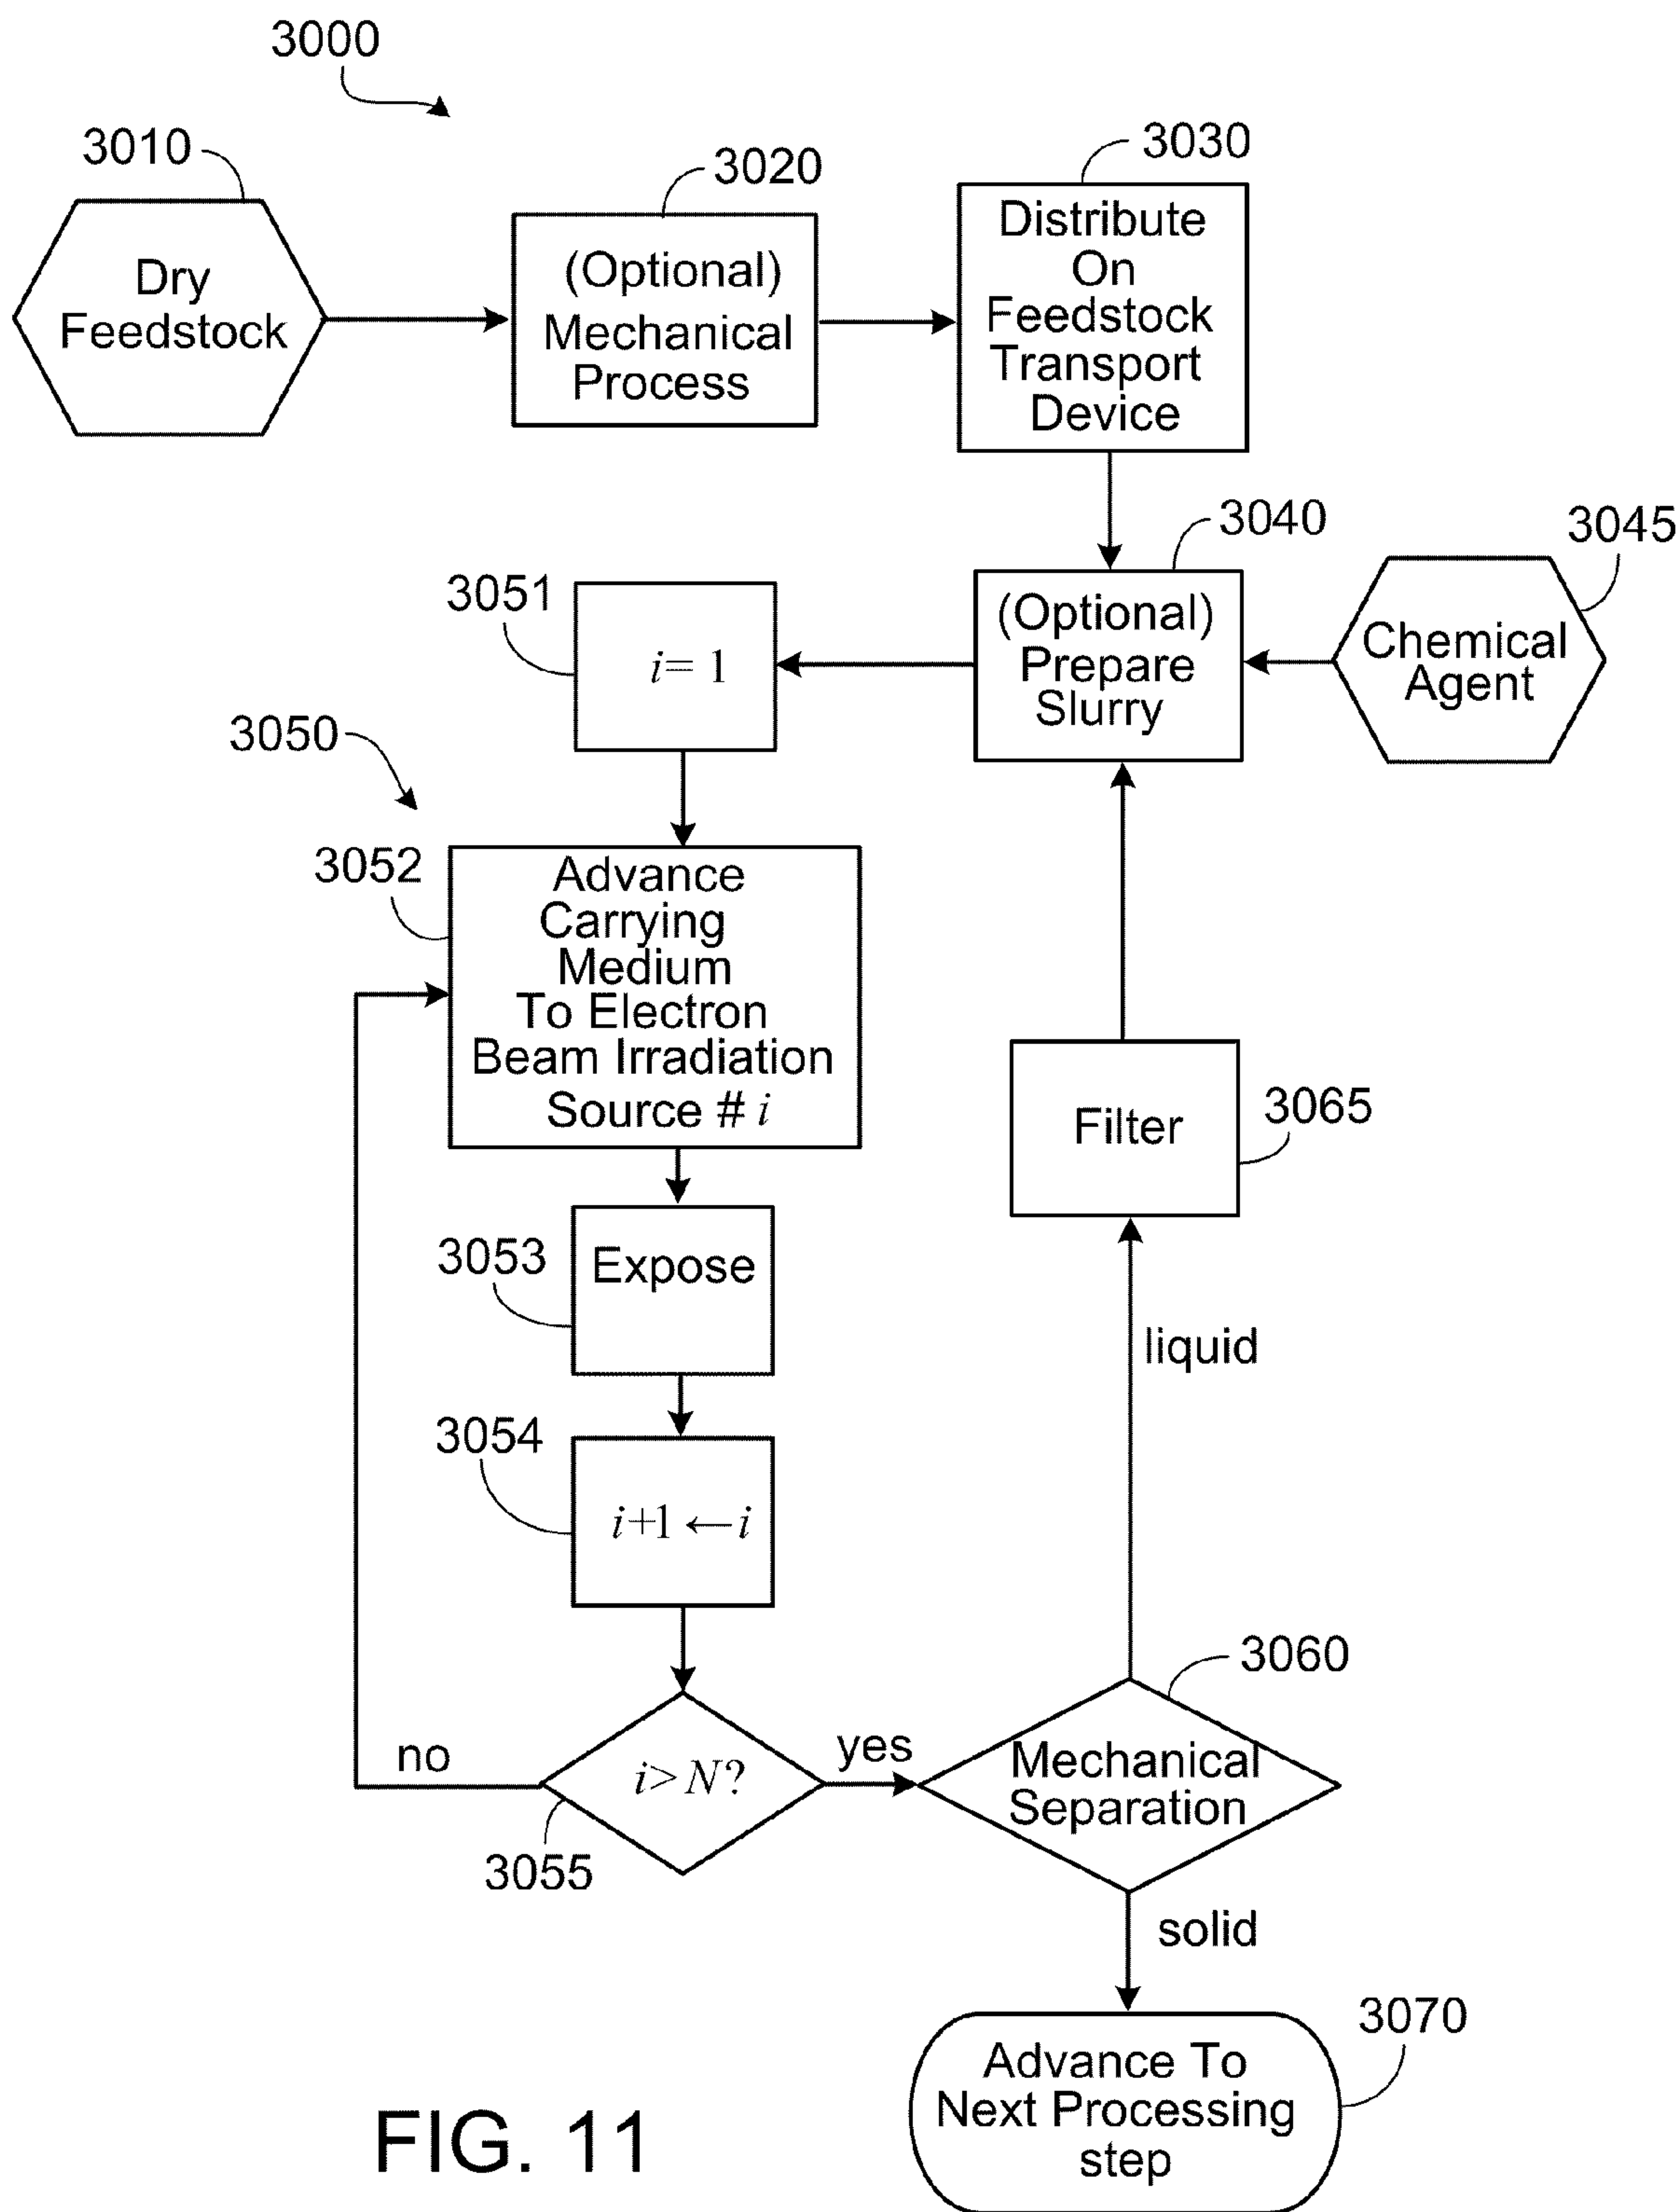 3000
3010
Dry
Feedstock
3020
(Optional)
Mechanical
Process
3030
Distribute
On
Feedstock
Transport
Device
3040
(Optional)
Prepare
Slurry
3045
Chemical
Agent
3051
i= 1
3050
3052
Advance
Carrying
Medium
To Electron
Beam Irradiation
Source # i
3053
Expose
3054
i+1 ←i
3055
i>N?
no
yes
3060
Mechanical
Separation
liquid
Filter
3065
solid
3070
Advance To
Next Processing
step
FIG. 11